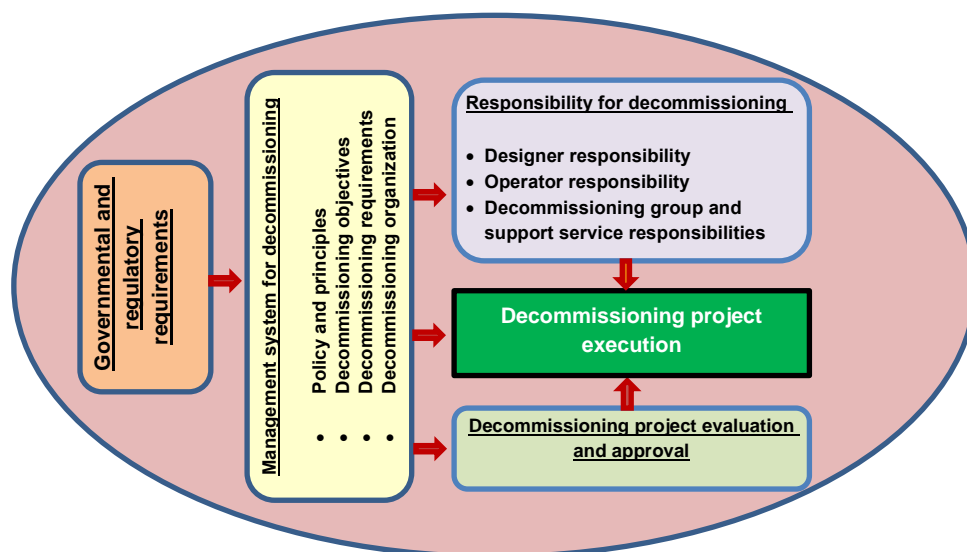 Governmental and
regulatory
requirements
Management system for decommissioning
• Policy and principles
• Decommissioning objectives
• Decommissioning requirements
• Decommissioning organization
Responsibility for decommissioning
• Designer responsibility
• Operator responsibility
• Decommissioning group and
support service responsibilities
Decommissioning project
execution
Decommissioning project evaluation
and approval